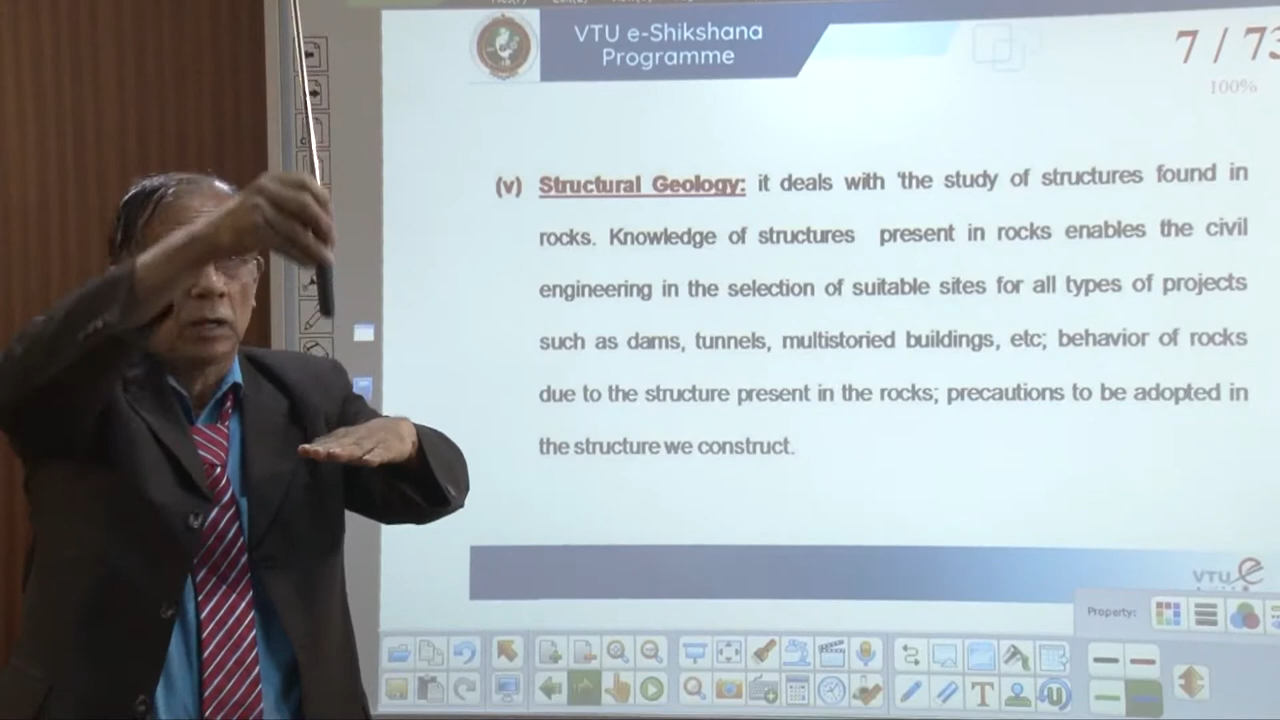 VTU e-Shikshana
Programme
7 / 73
100%
(v) Structural Geology: it deals with 'the study of structures found in
rocks. Knowledge of structures present in rocks enables the civil
engineering in the selection of suitable sites for all types of projects
such as dams, tunnels, multistoried buildings, etc; behavior of rocks
due to the structure present in the rocks; precautions to be adopted in
the structure we construct.
VTU e
Property: